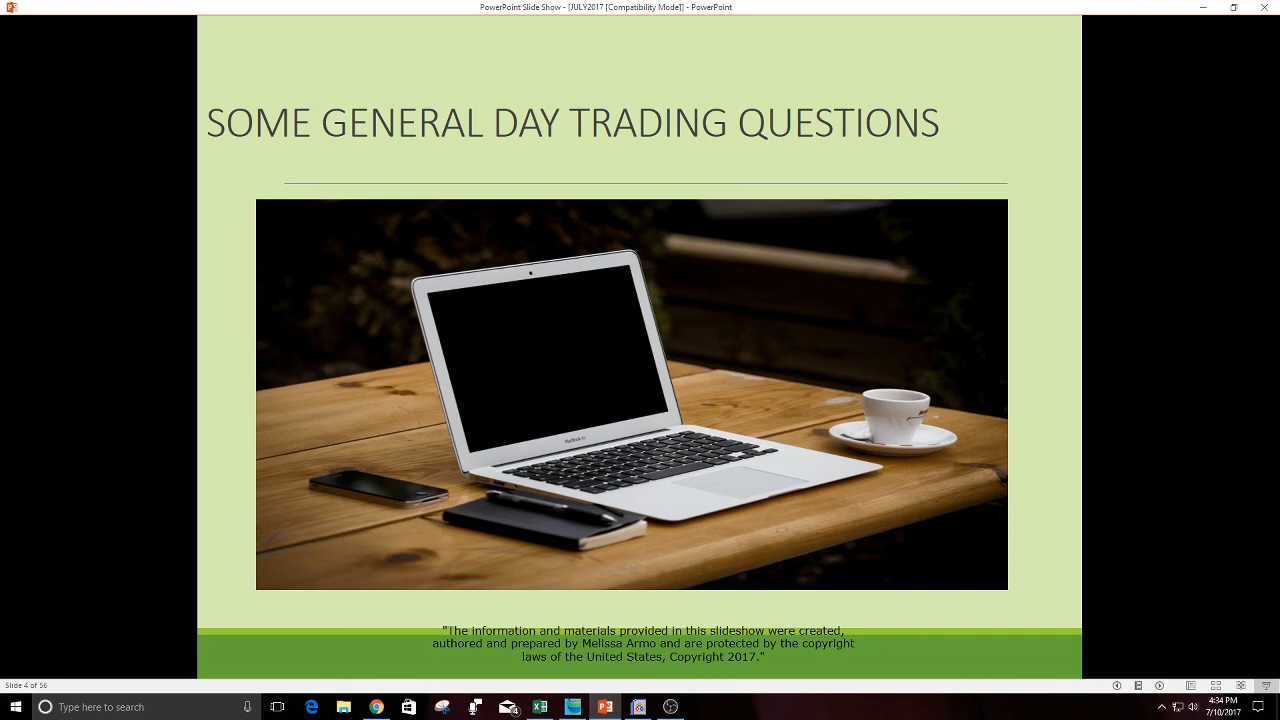 PowerPoint Slide Show - [JULY2017 [Compatibility Mode]] - PowerPoint
SOME GENERAL DAY TRADING QUESTIONS
MacBook Air
"The information and materials provided in this slideshow were created,
authored and prepared by Melissa Armo and are protected by the copyright
laws of the United States, Copyright 2017."
Slide 4 of 56
Type here to search
4:34 PM
7/10/2017